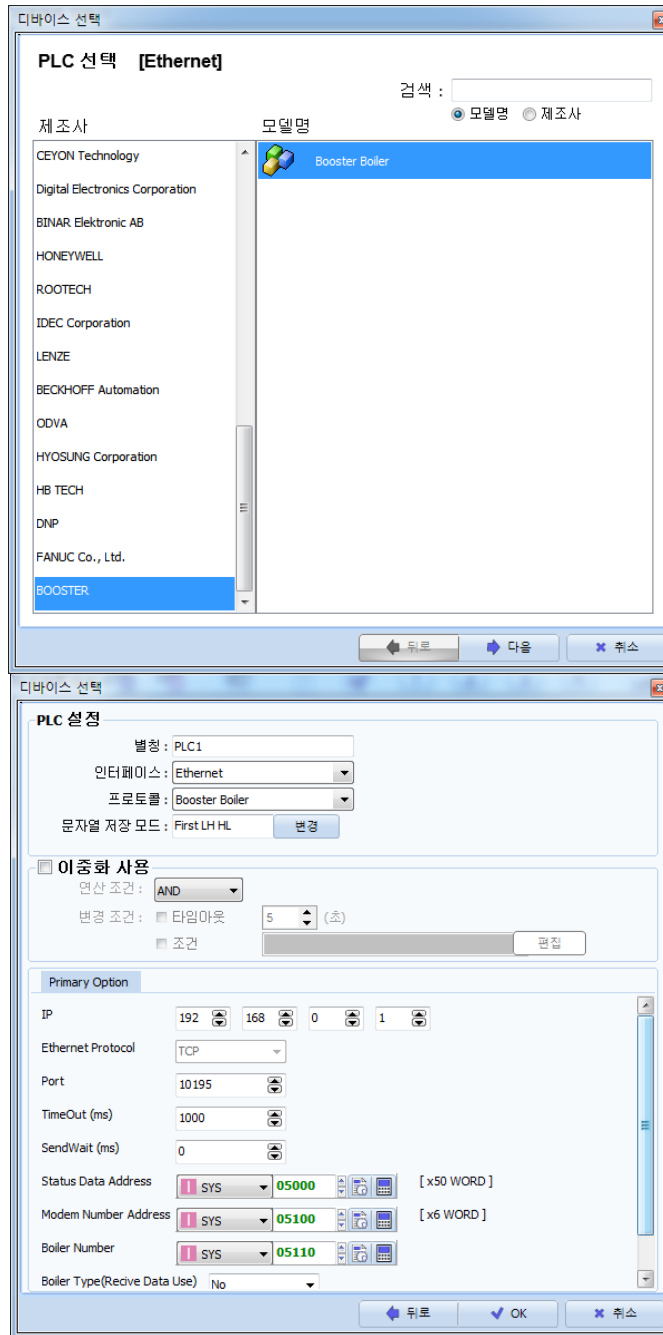 디바이스 선택
PLC 선택 [Ethernet]
검색 :
모델명 제조사
제조사 모델명
CEYON Technology
Booster Boiler
Digital Electronics Corporation
BINAR Elektronic AB
HONEYWELL
ROOTECH
IDEC Corporation
LENZE
BECKHOFF Automation
ODVA
HYOSUNG Corporation
HB TECH
DNP
FANUC Co., Ltd.
BOOSTER
뒤로 다음 취소
디바이스 선택
PLC 설정
별칭 : PLC1
인터페이스 : Ethernet
프로토콜 : Booster Boiler
문자열 저장 모드 : First LH HL 변경
이중화 사용
연산 조건 : AND
변경 조건 : 타임아웃 5 (초)
조건 편집
Primary Option
IP 192 168 0 1
Ethernet Protocol TCP
Port 10195
TimeOut (ms) 1000
SendWait (ms) 0
Status Data Address SYS 05000 [ x50 WORD ]
Modem Number Address SYS 05100 [ x6 WORD ]
Boiler Number SYS 05110
Boiler Type(Recive Data Use) No
뒤로 OK 취소